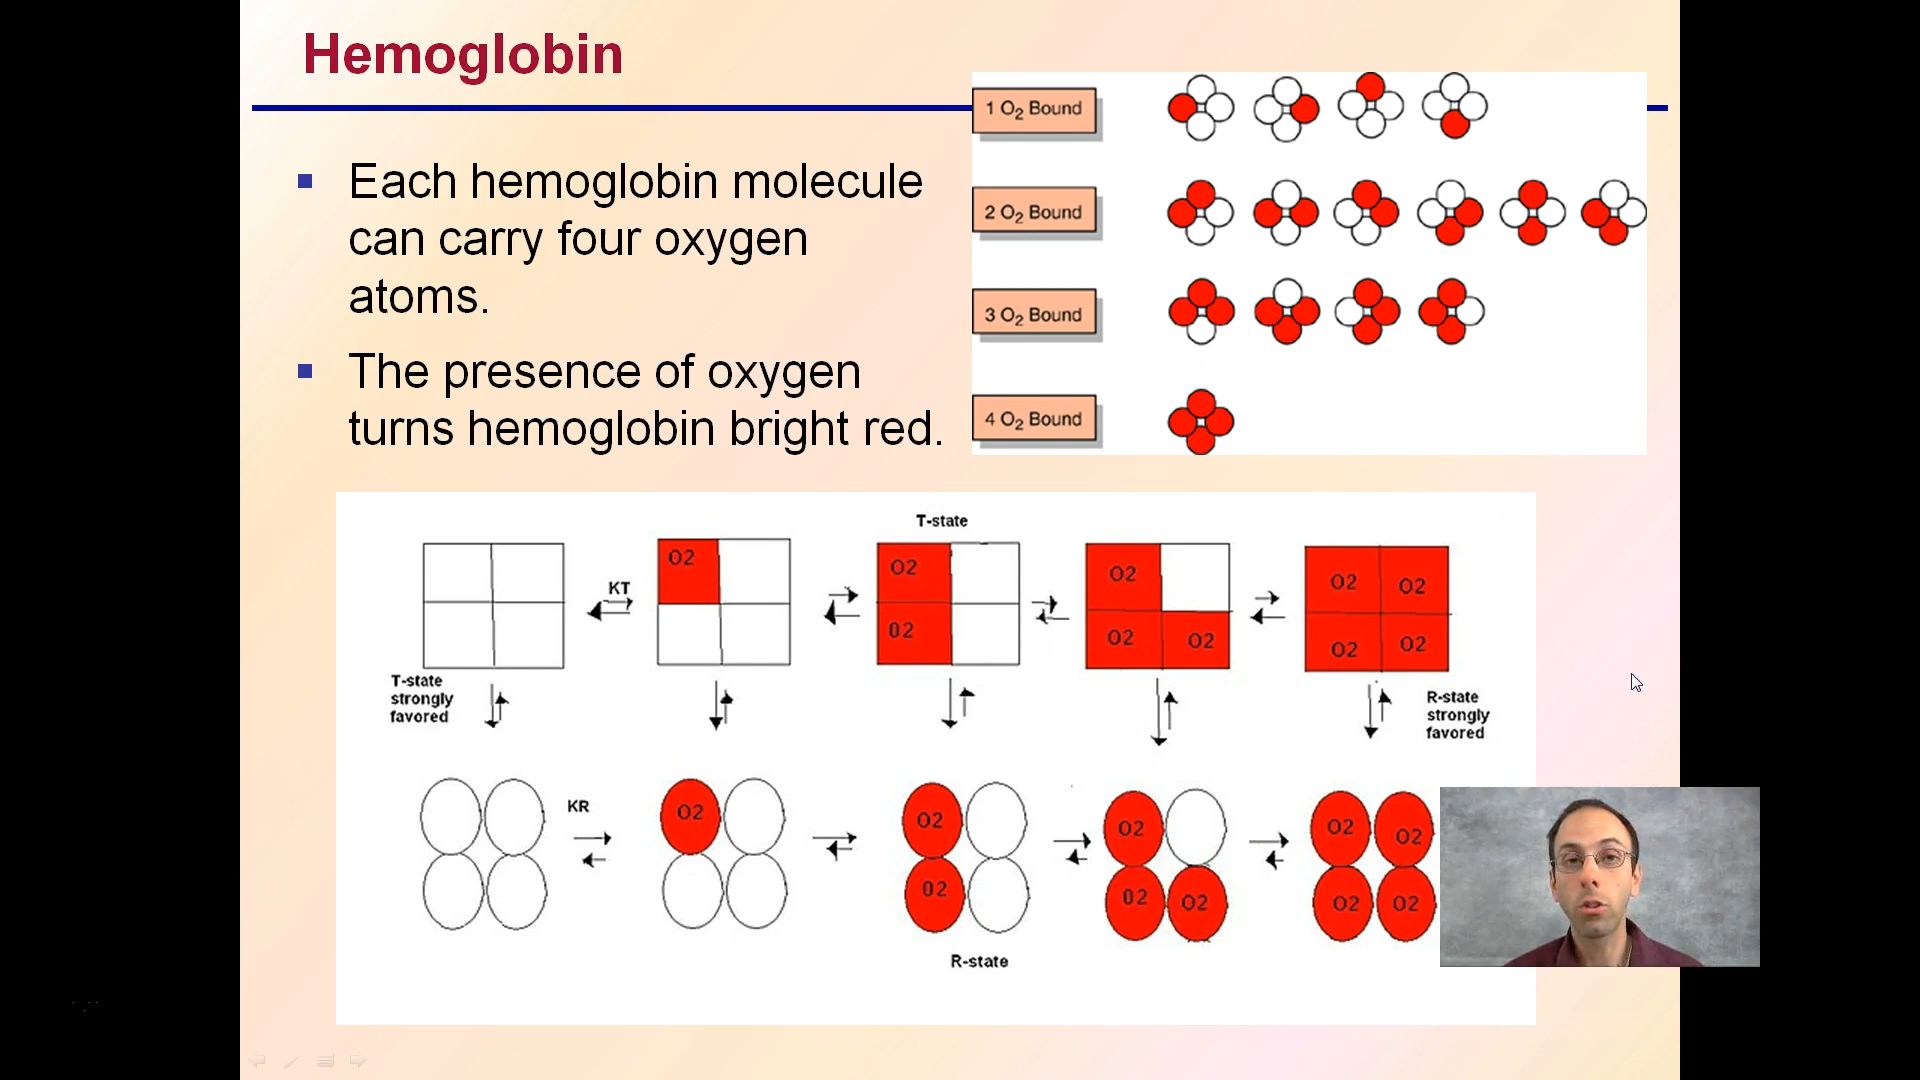 Hemoglobin
Each hemoglobin molecule
can carry four oxygen
atoms.
The presence of oxygen
turns hemoglobin bright red.
1 O2 Bound
2 O2 Bound
3 O2 Bound
4 O2 Bound
T-state
KT
O2
O2
O2
O2
O2
O2
O2
O2
O2
O2
T-state
strongly
favored
R-state
strongly
favored
KR
O2
O2
O2
O2
O2
O2
O2
O2
O2
O2
R-state